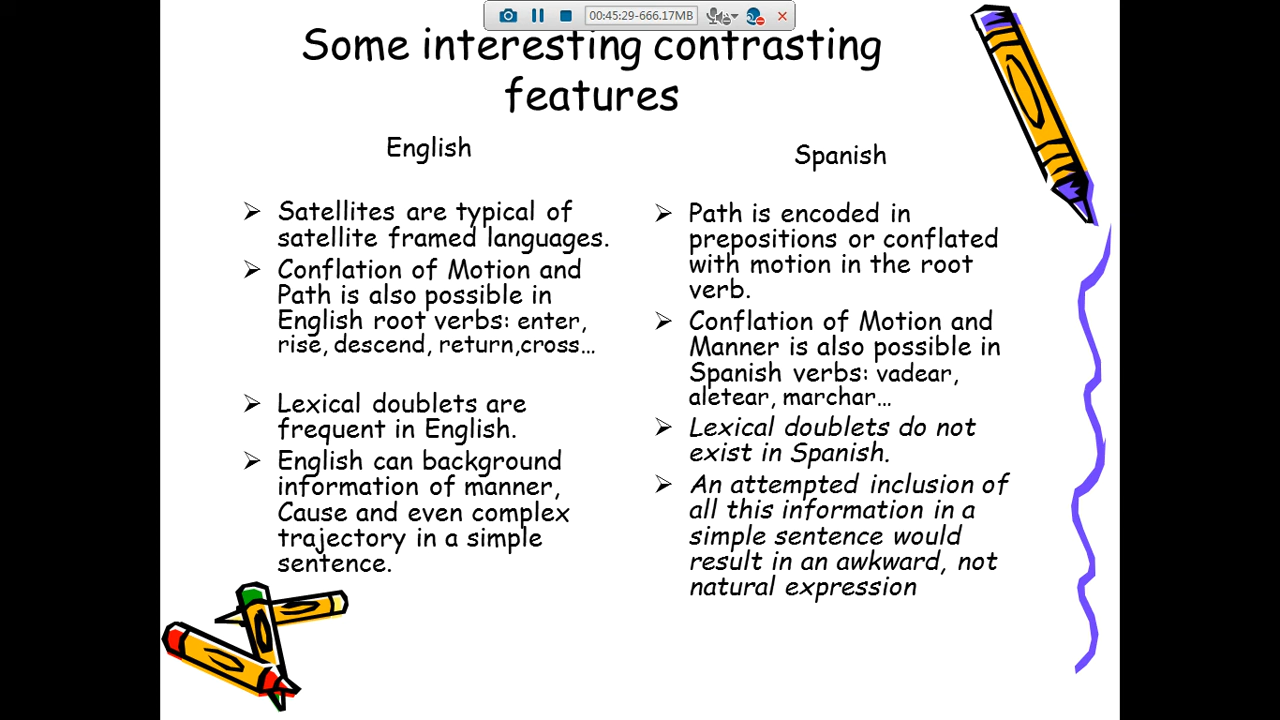 00:45:29-666.17MB
Some interesting contrasting
features
English
Satellites are typical of
satellite framed languages.
Conflation of Motion and
Path is also possible in
English root verbs: enter,
rise, descend, return,cross…
Lexical doublets are
frequent in English.
English can background
information of manner,
Cause and even complex
trajectory in a simple
sentence.
Spanish
Path is encoded in
prepositions or conflated
with motion in the root
verb.
Conflation of Motion and
Manner is also possible in
Spanish verbs: vadear,
aletear, marchar…
Lexical doublets do not
exist in Spanish.
An attempted inclusion of
all this information in a
simple sentence would
result in an awkward, not
natural expression